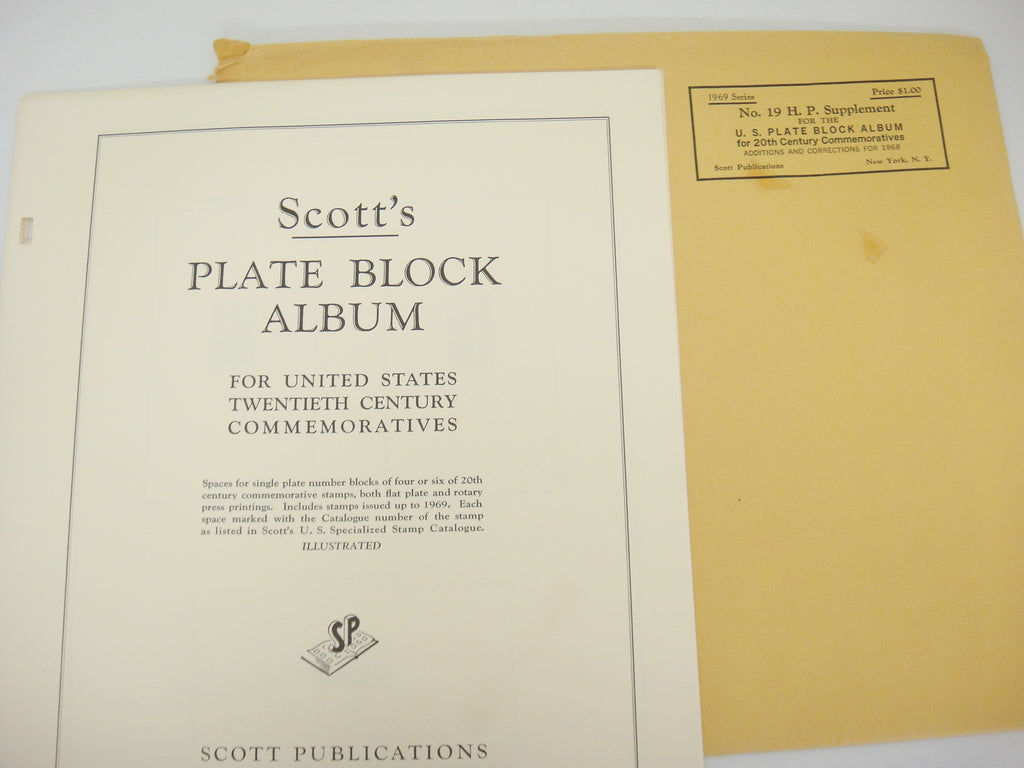 Scott's
PLATE BLOCK
ALBUM
FOR UNITED STATES
TWENTIETH CENTURY
COMMEMORATIVES
Spaces for single plate number blocks of four or six of 20th
century commemorative stamps, both flat plate and rotary
press printings. Includes stamps issued up to 1969. Each
space marked with the Catalogue number of the stamp
as listed in Scott's U. S. Specialized Stamp Catalogue.
ILLUSTRATED
SP
SCOTT PUBLICATIONS
1969 Series Price $1.00
No. 19 H. P. Supplement
FOR THE
U. S. PLATE BLOCK ALBUM
for 20th Century Commemoratives
ADDITIONS AND CORRECTIONS FOR 1968
Scott Publications New York, N. Y.